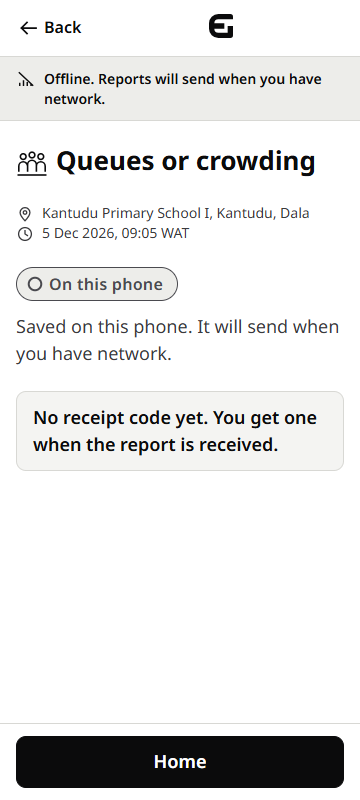 Back
Offline. Reports will send when you have
network.
Queues or crowding
Kantudu Primary School I, Kantudu, Dala
5 Dec 2026, 09:05 WAT
On this phone
Saved on this phone. It will send when
you have network.
No receipt code yet. You get one
when the report is received.
Home